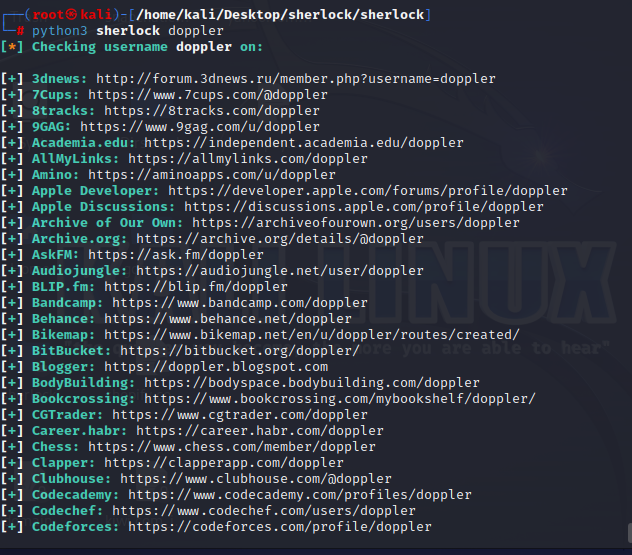 (root㉿kali)-[/home/kali/Desktop/sherlock/sherlock]
# python3 sherlock doppler
[*] Checking username doppler on:
[+] 3dnews: http://forum.3dnews.ru/member.php?username=doppler
[+] 7Cups: https://www.7cups.com/@doppler
[+] 8tracks: https://8tracks.com/doppler
[+] 9GAG: https://www.9gag.com/u/doppler
[+] Academia.edu: https://independent.academia.edu/doppler
[+] AllMyLinks: https://allmylinks.com/doppler
[+] Amino: https://aminoapps.com/u/doppler
[+] Apple Developer: https://developer.apple.com/forums/profile/doppler
[+] Apple Discussions: https://discussions.apple.com/profile/doppler
[+] Archive of Our Own: https://archiveofourown.org/users/doppler
[+] Archive.org: https://archive.org/details/@doppler
[+] AskFM: https://ask.fm/doppler
[+] Audiojungle: https://audiojungle.net/user/doppler
[+] BLIP.fm: https://blip.fm/doppler
[+] Bandcamp: https://www.bandcamp.com/doppler
[+] Behance: https://www.behance.net/doppler
[+] Bikemap: https://www.bikemap.net/en/u/doppler/routes/created/
[+] BitBucket: https://bitbucket.org/doppler/
[+] Blogger: https://doppler.blogspot.com
[+] BodyBuilding: https://bodyspace.bodybuilding.com/doppler
[+] Bookcrossing: https://www.bookcrossing.com/mybookshelf/doppler/
[+] CGTrader: https://www.cgtrader.com/doppler
[+] Career.habr: https://career.habr.com/doppler
[+] Chess: https://www.chess.com/member/doppler
[+] Clapper: https://clapperapp.com/doppler
[+] Clubhouse: https://www.clubhouse.com/@doppler
[+] Codecademy: https://www.codecademy.com/profiles/doppler
[+] Codechef: https://www.codechef.com/users/doppler
[+] Codeforces: https://codeforces.com/profile/doppler
LINUX
more you are able to hear"